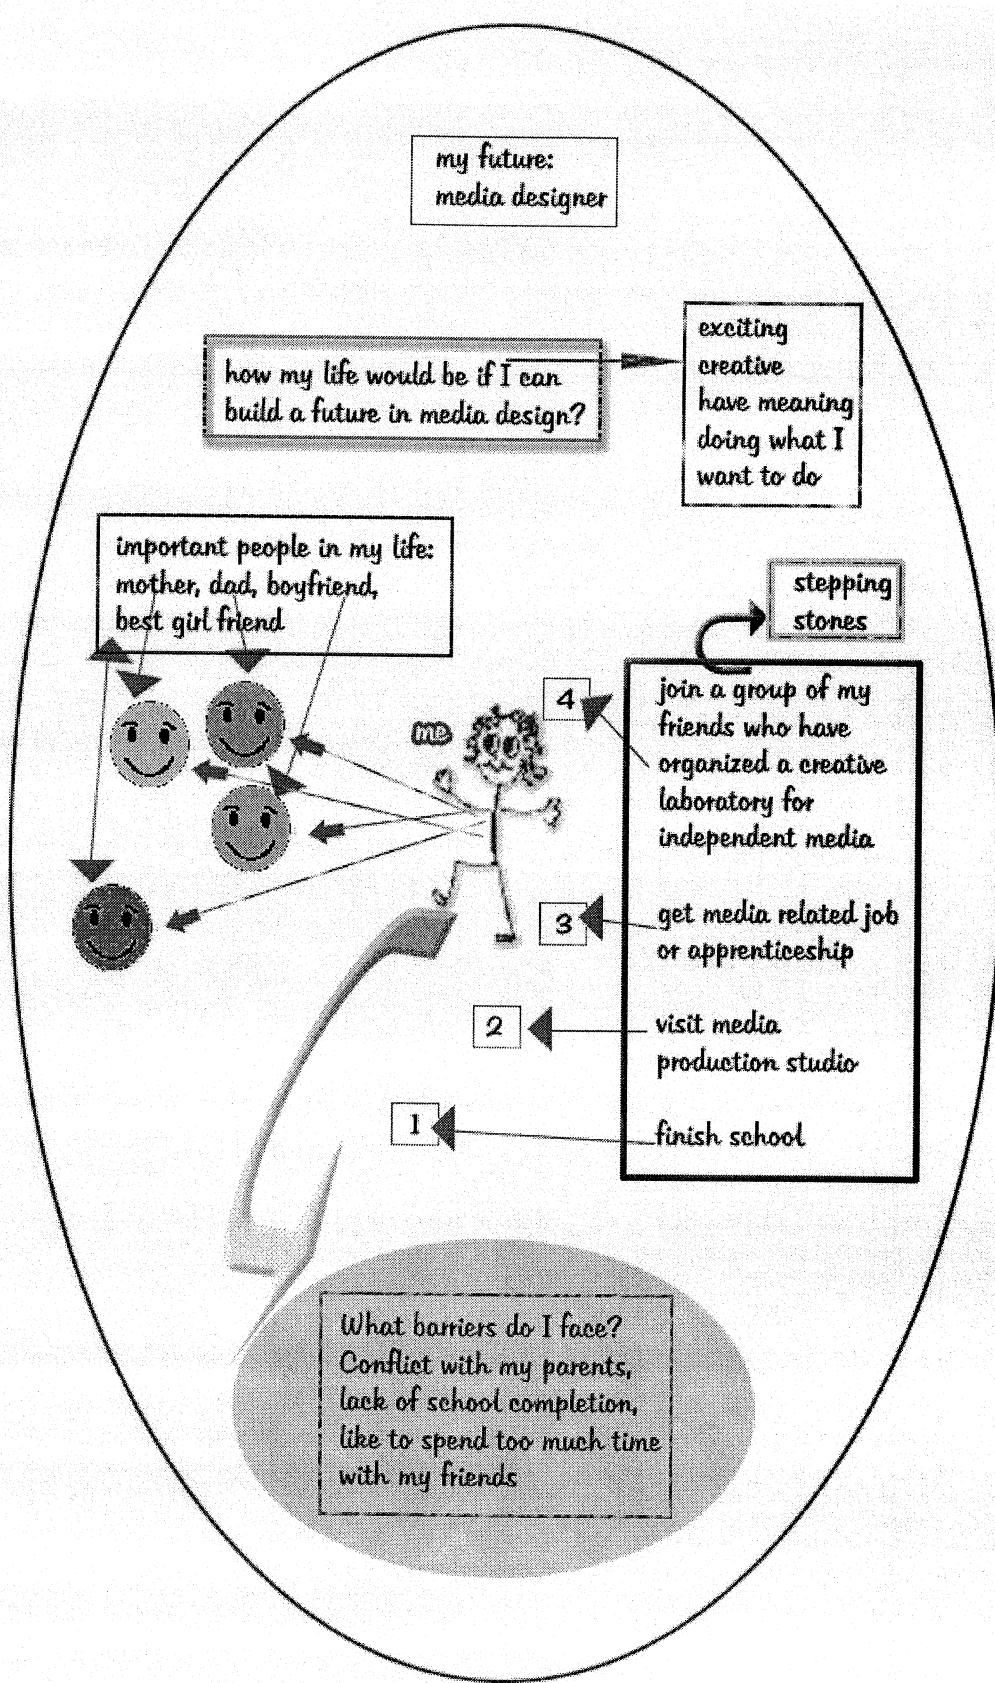 my future:
media designer
how my life would be if I can
build a future in media design?
exciting
creative
have meaning
doing what I
want to do
important people in my life:
mother, dad, boyfriend,
best girl friend
stepping
stones
me
4
join a group of my
friends who have
organized a creative
laboratory for
independent media
3
get media related job
or apprenticeship
2
visit media
production studio
1
finish school
What barriers do I face?
Conflict with my parents,
lack of school completion,
like to spend too much time
with my friends